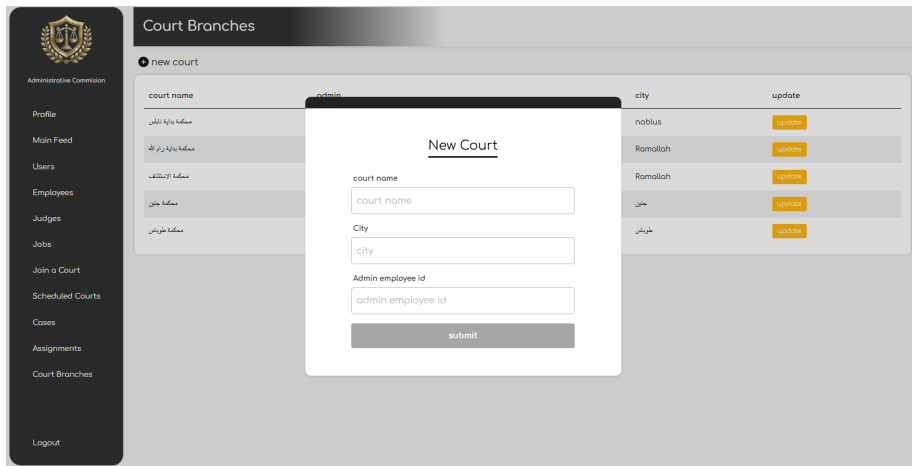 Court Branches
Administrative Commision
new court
Profile
Main Feed
Users
Employees
Judges
Jobs
Join a Court
Scheduled Courts
Cases
Assignments
Court Branches
Logout
court name admin city update
محكمة بداية نابلس nablus update
محكمة بداية رام الله Ramallah update
محكمة الاستئناف Ramallah update
محكمة جنين جنين update
محكمة طوباس طوباس update
New Court
court name
court name
City
city
Admin employee id
admin employee id
submit